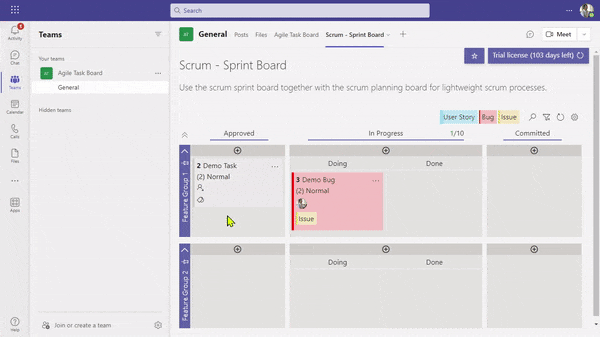 Search
Activity
Chat
Teams
Calendar
Calls
Files
Apps
Help
Teams
Your teams
AT
Agile Task Board
General
Hidden teams
Join or create a team
AT
General
Posts
Files
Agile Task Board
Scrum - Sprint Board
Meet
Trial license (103 days left)
Scrum - Sprint Board
Use the scrum sprint board together with the scrum planning board for lightweight scrum processes.
User Story
Bug
Issue
Approved
In Progress
1/10
Committed
Feature Group 1
2 Demo Task
(2) Normal
Doing
Done
3 Demo Bug
(2) Normal
Issue
Feature Group 2
Doing
Done